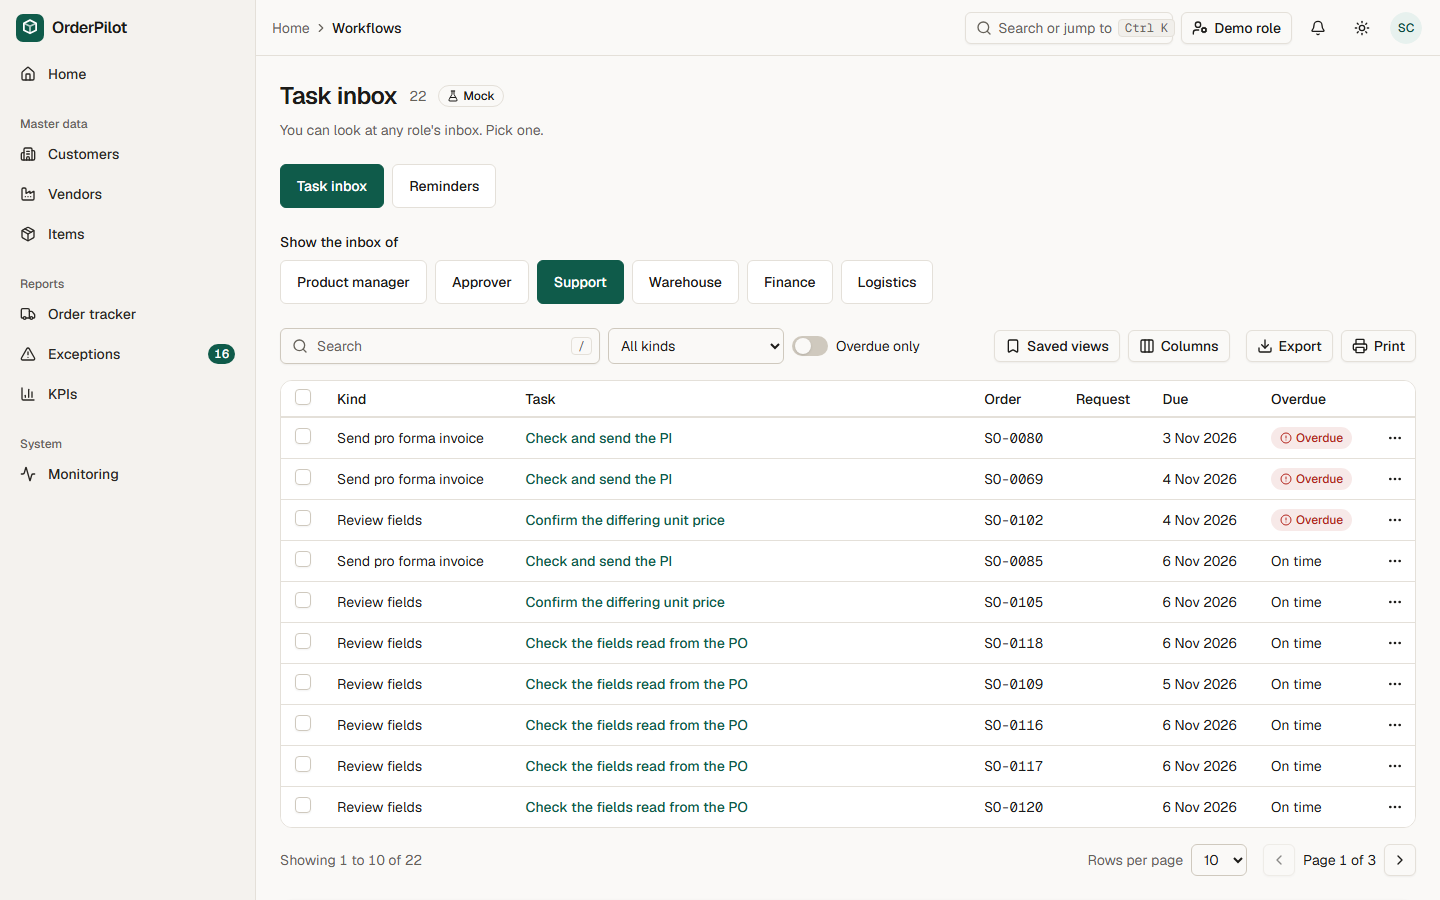 OrderPilot
Home > Workflows
Search or jump to Ctrl K
Demo role
SC
Home
Master data
Customers
Vendors
Items
Reports
Order tracker
Exceptions 16
KPIs
System
Monitoring
Task inbox 22 Mock
You can look at any role's inbox. Pick one.
Task inbox Reminders
Show the inbox of
Product manager Approver Support Warehouse Finance Logistics
Search / All kinds Overdue only Saved views Columns Export Print
Kind Task Order Request Due Overdue
Send pro forma invoice Check and send the PI SO-0080 3 Nov 2026 Overdue
Send pro forma invoice Check and send the PI SO-0069 4 Nov 2026 Overdue
Review fields Confirm the differing unit price SO-0102 4 Nov 2026 Overdue
Send pro forma invoice Check and send the PI SO-0085 6 Nov 2026 On time
Review fields Confirm the differing unit price SO-0105 6 Nov 2026 On time
Review fields Check the fields read from the PO SO-0118 6 Nov 2026 On time
Review fields Check the fields read from the PO SO-0109 5 Nov 2026 On time
Review fields Check the fields read from the PO SO-0116 6 Nov 2026 On time
Review fields Check the fields read from the PO SO-0117 6 Nov 2026 On time
Review fields Check the fields read from the PO SO-0120 6 Nov 2026 On time
Showing 1 to 10 of 22
Rows per page 10 Page 1 of 3